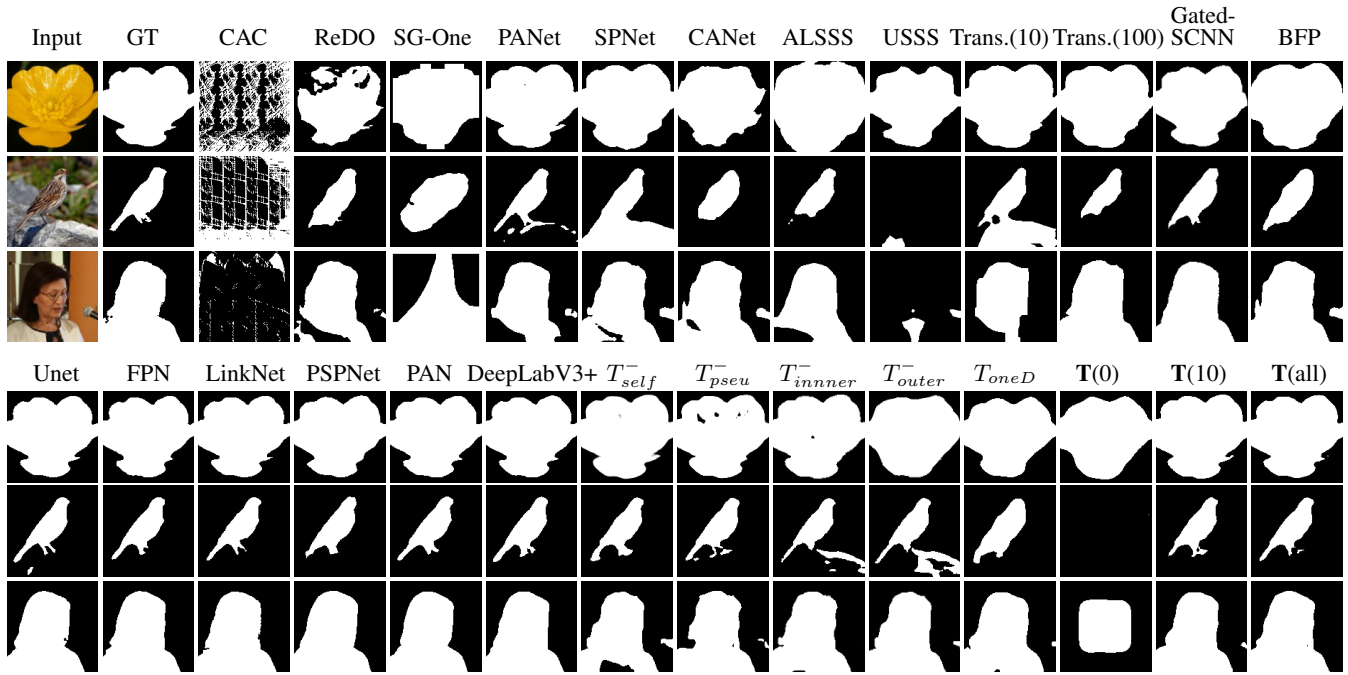 Input GT CAC ReDO SG-One PANet SPNet CANet ALSSS USSS Trans.(10) Trans.(100) Gated-SCNN BFP
Unet FPN LinkNet PSPNet PAN DeepLabV3+ T⁻self T⁻pseu T⁻innner T⁻outer ToneD T(0) T(10) T(all)